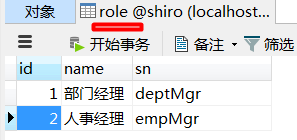 对象 role @shiro (localhost...
开始事务 备注 筛选
id name sn
1 部门经理 deptMgr
2 人事经理 empMgr